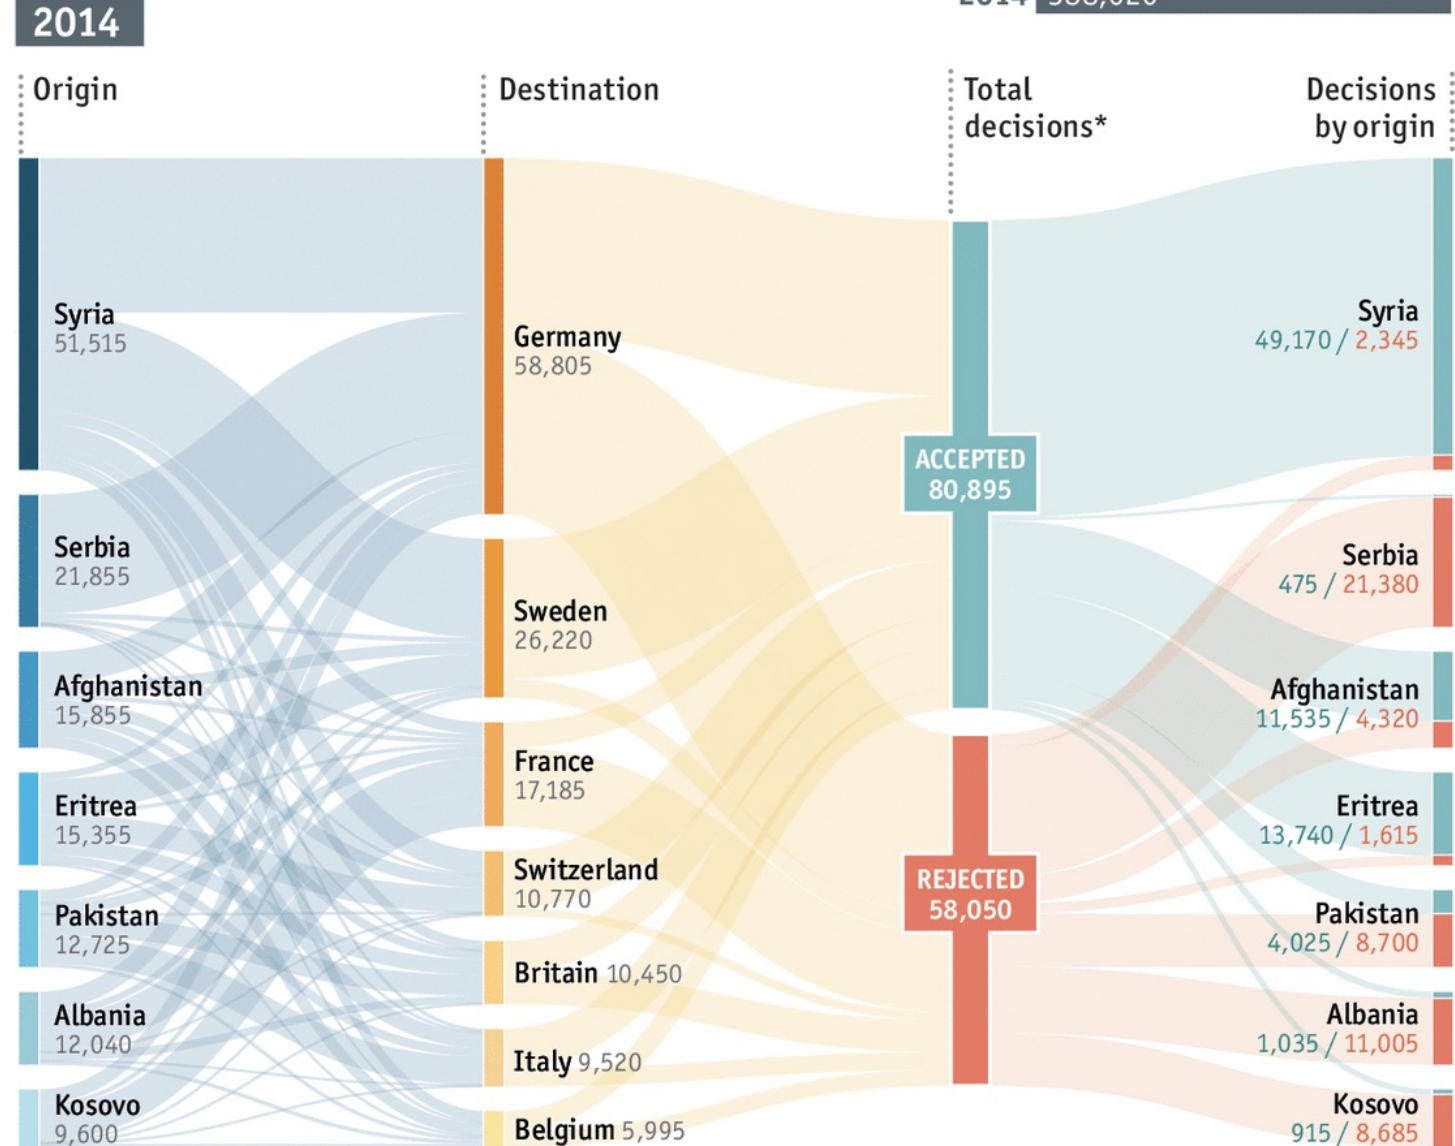 2014
Origin
Destination
Total
decisions*
Decisions
by origin
Syria
51,515
Serbia
21,855
Afghanistan
15,855
Eritrea
15,355
Pakistan
12,725
Albania
12,040
Kosovo
9,600
Germany
58,805
Sweden
26,220
France
17,185
Switzerland
10,770
Britain 10,450
Italy 9,520
Belgium 5,995
ACCEPTED
80,895
REJECTED
58,050
Syria
49,170 / 2,345
Serbia
475 / 21,380
Afghanistan
11,535 / 4,320
Eritrea
13,740 / 1,615
Pakistan
4,025 / 8,700
Albania
1,035 / 11,005
Kosovo
915 / 8,685